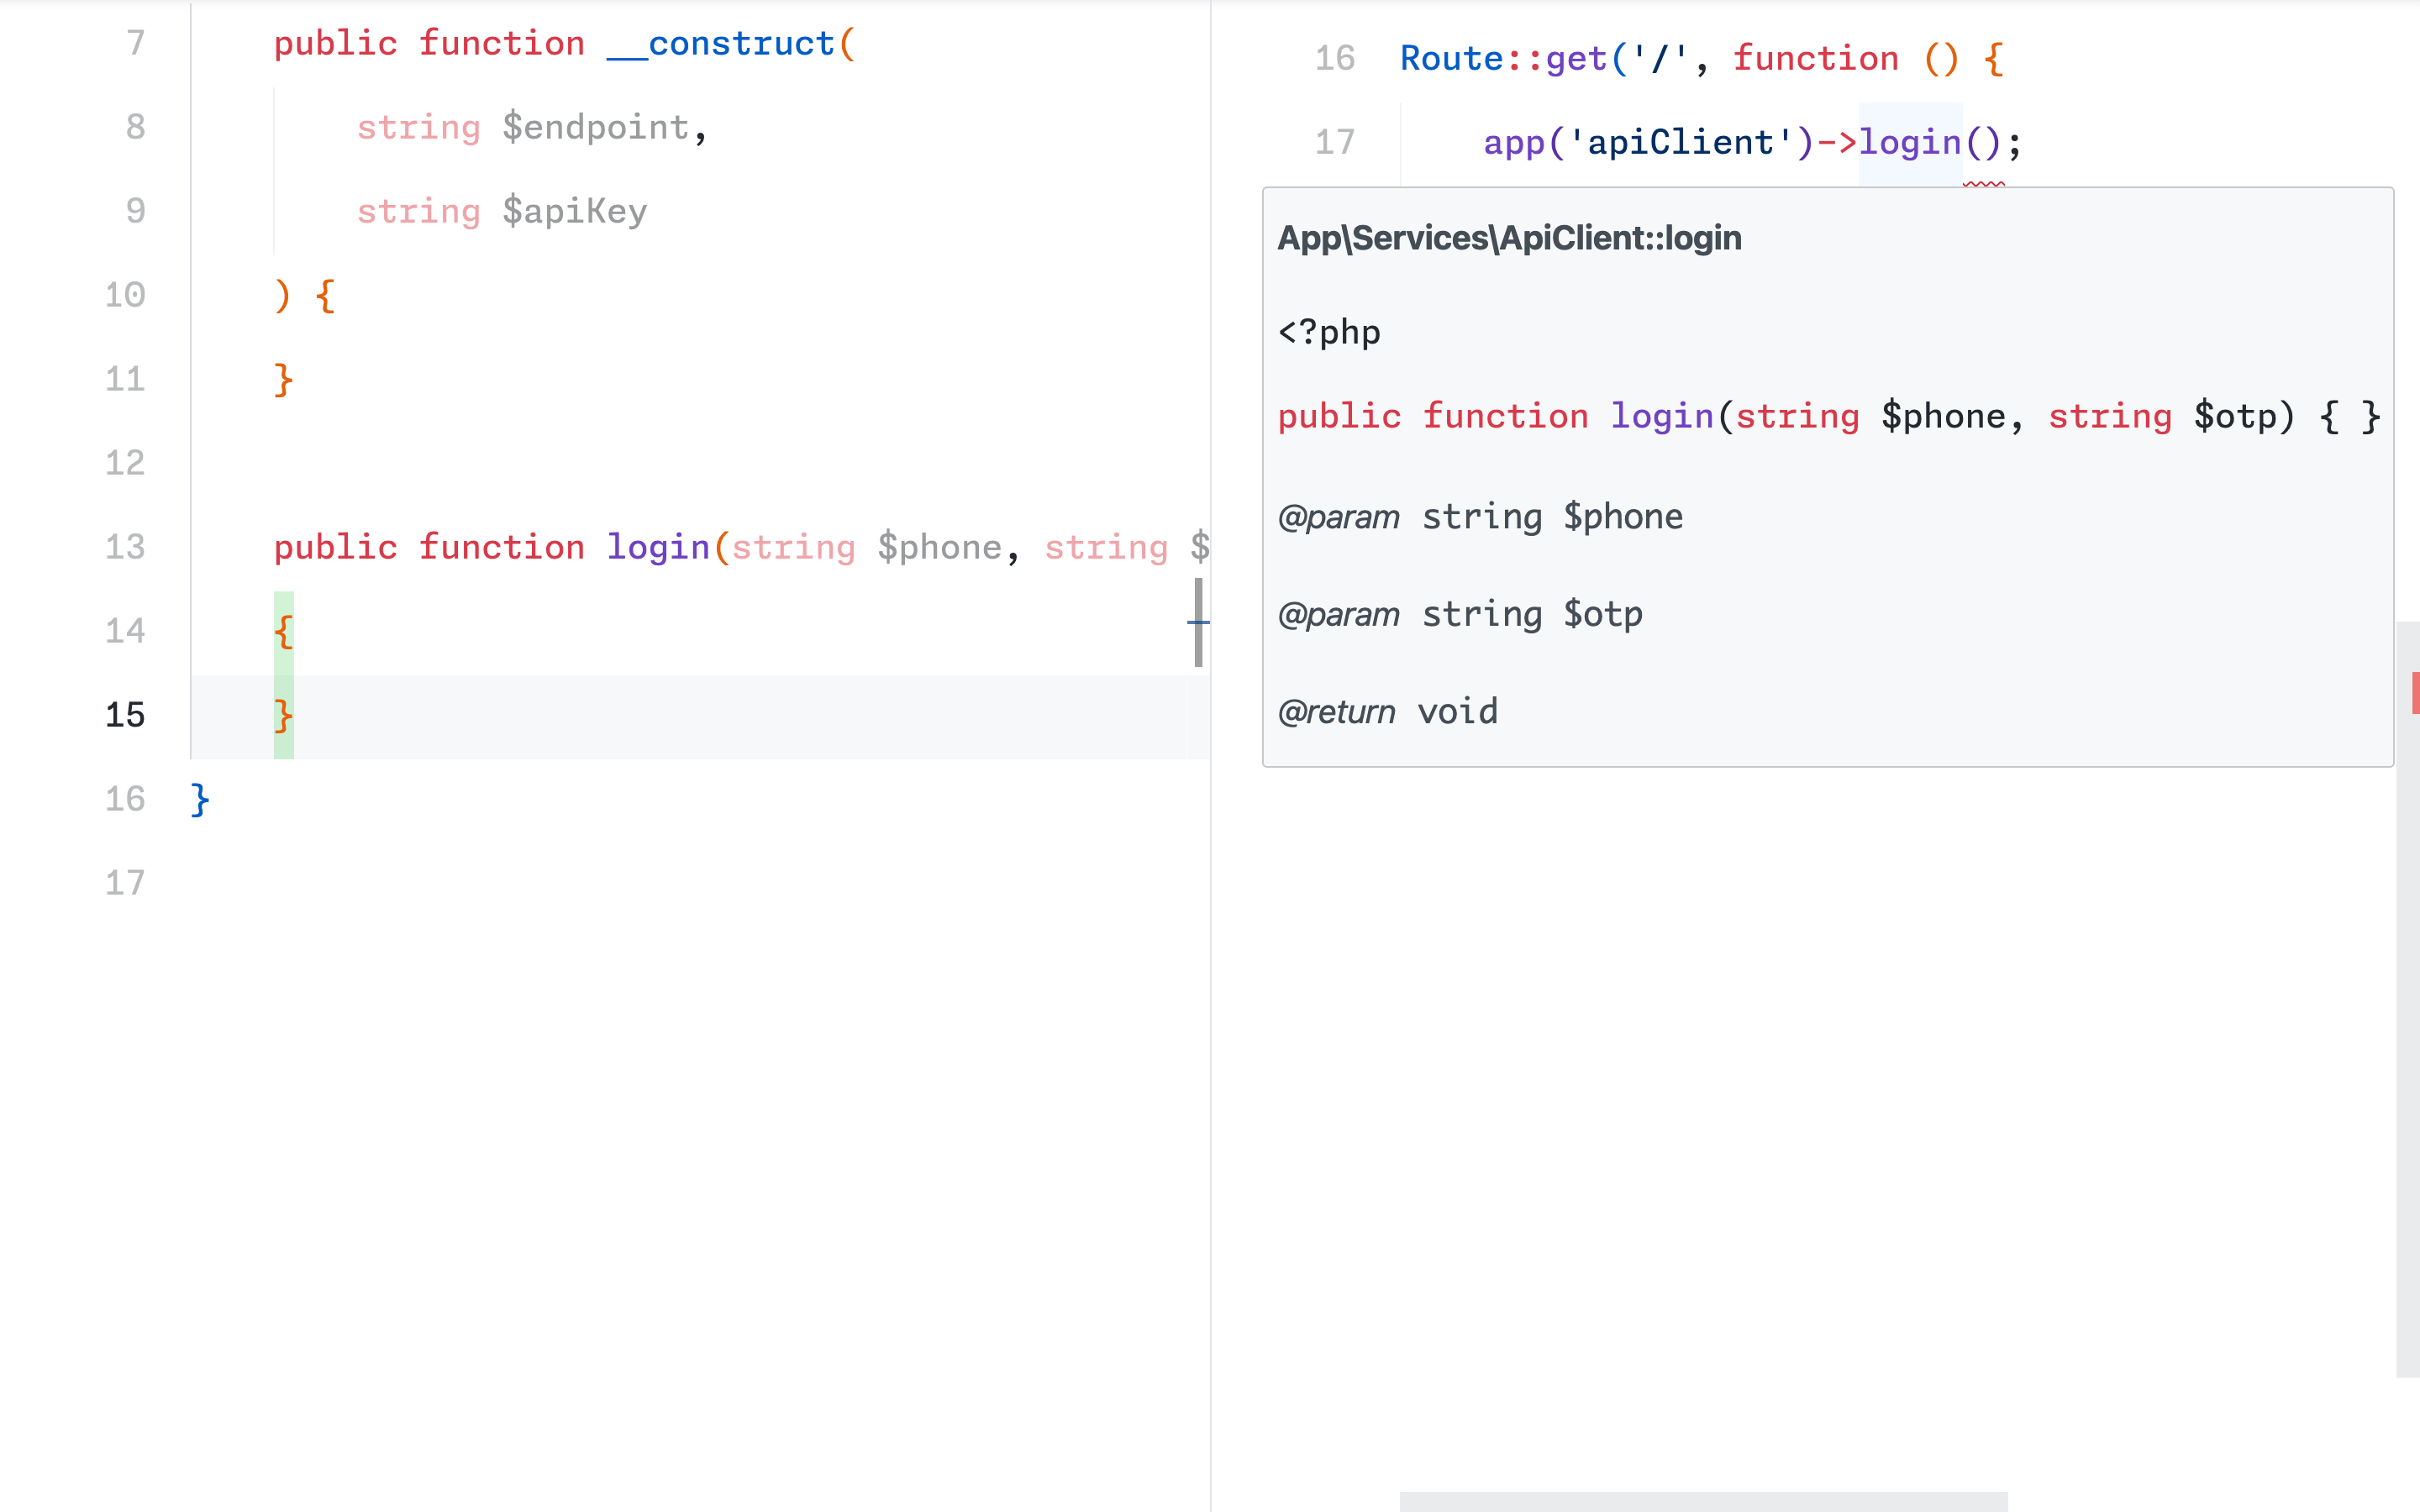 7 public function __construct(
8 string $endpoint,
9 string $apiKey
10 ) {
11 }
12
13 public function login(string $phone, string $
14 {
15 }
16 }
17
16 Route::get('/', function () {
17 app('apiClient')->login();
App\Services\ApiClient::login
<?php
public function login(string $phone, string $otp) { }
@param string $phone
@param string $otp
@return void